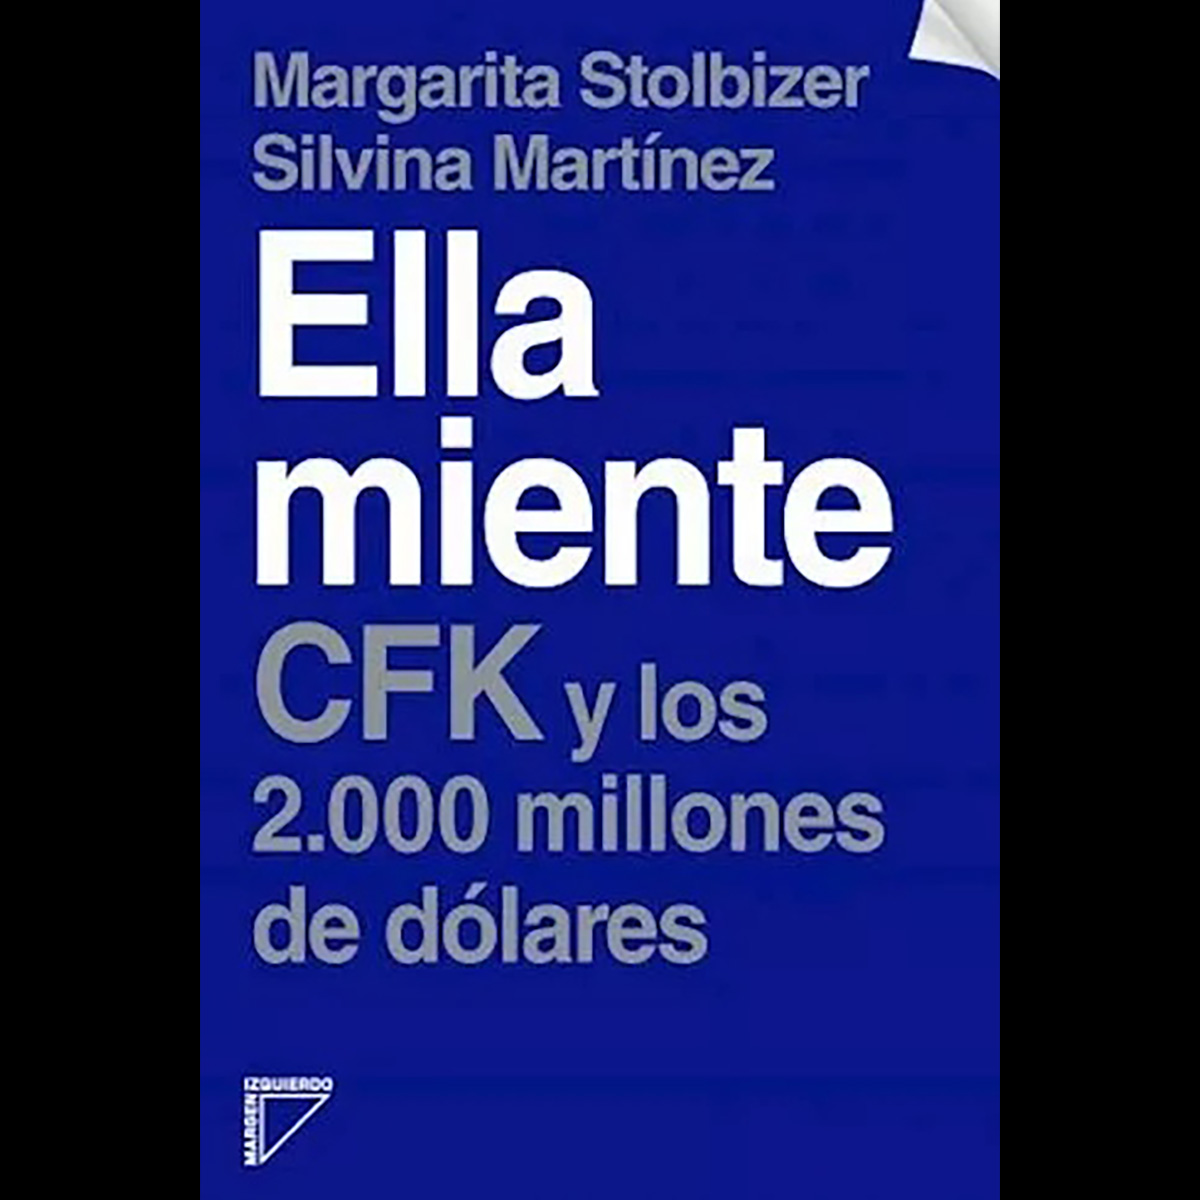 Margarita Stolbizer
Silvina Martínez
Ella
miente
CFK y los
2.000 millones
de dólares
MARGEN
IZQUIERDO